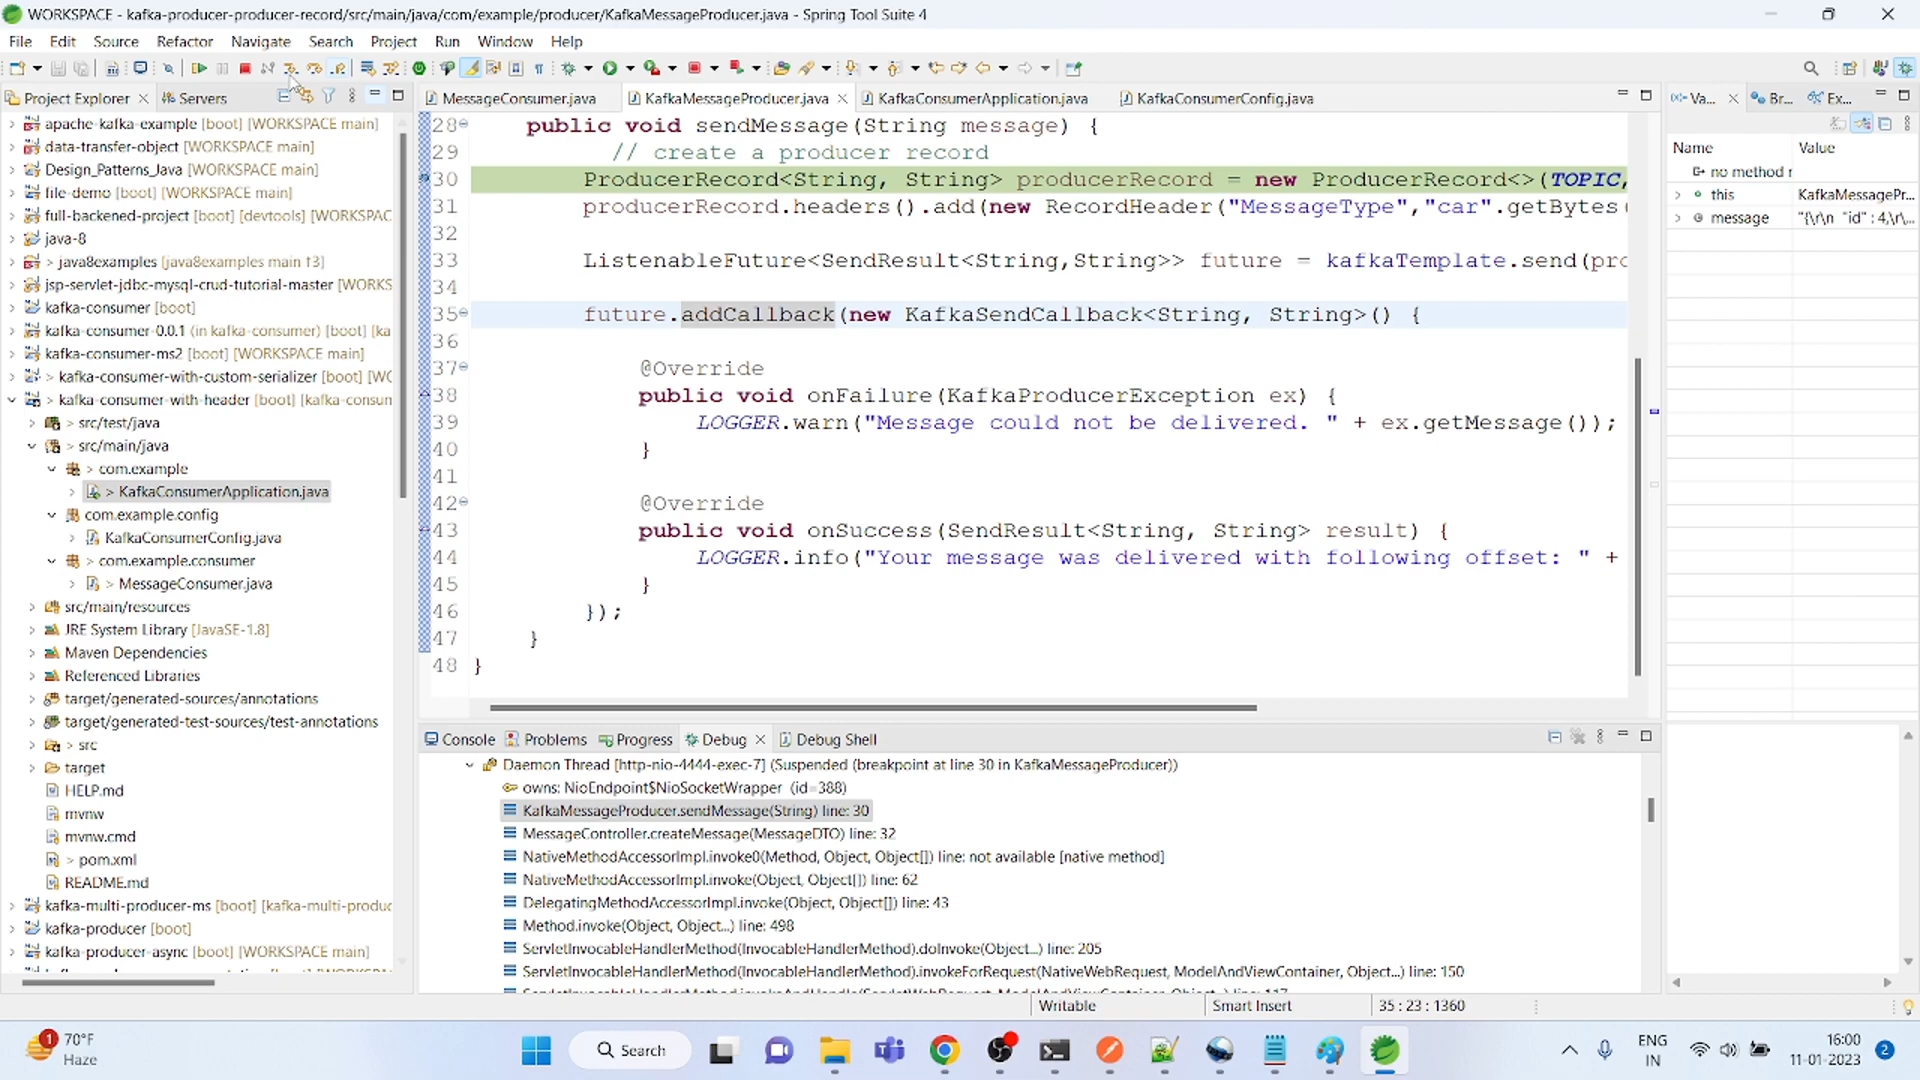 WORKSPACE - kafka-producer-producer-record/src/main/java/com/example/producer/KafkaMessageProducer.java - Spring Tool Suite 4
File Edit Source Refactor Navigate Search Project Run Window Help
Project Explorer Servers
apache-kafka-example [boot] [WORKSPACE main]
data-transfer-object [WORKSPACE main]
Design_Patterns_Java [WORKSPACE main]
file-demo [boot] [WORKSPACE main]
full-backened-project [boot] [devtools] [WORKSPAC
java-8
> java8examples [java8examples main ↑3]
jsp-servlet-jdbc-mysql-crud-tutorial-master [WORKS
kafka-consumer [boot]
kafka-consumer-0.0.1 (in kafka-consumer) [boot] [ka
kafka-consumer-ms2 [boot] [WORKSPACE main]
> kafka-consumer-with-custom-serializer [boot] [WC
> kafka-consumer-with-header [boot] [kafka-consum
> src/test/java
> src/main/java
> com.example
> KafkaConsumerApplication.java
com.example.config
KafkaConsumerConfig.java
> com.example.consumer
> MessageConsumer.java
src/main/resources
JRE System Library [JavaSE-1.8]
Maven Dependencies
Referenced Libraries
target/generated-sources/annotations
target/generated-test-sources/test-annotations
> src
target
HELP.md
mvnw
mvnw.cmd
> pom.xml
README.md
kafka-multi-producer-ms [boot] [kafka-multi-produc
kafka-producer [boot]
kafka-producer-async [boot] [WORKSPACE main]
MessageConsumer.java KafkaMessageProducer.java KafkaConsumerApplication.java KafkaConsumerConfig.java
28 public void sendMessage(String message) {
29 // create a producer record
30 ProducerRecord<String, String> producerRecord = new ProducerRecord<>(TOPIC,
31 producerRecord.headers().add(new RecordHeader("MessageType","car".getBytes(
32
33 ListenableFuture<SendResult<String,String>> future = kafkaTemplate.send(pro
34
35 future.addCallback(new KafkaSendCallback<String, String>() {
36
37 @Override
38 public void onFailure(KafkaProducerException ex) {
39 LOGGER.warn("Message could not be delivered. " + ex.getMessage());
40 }
41
42 @Override
43 public void onSuccess(SendResult<String, String> result) {
44 LOGGER.info("Your message was delivered with following offset: " +
45 }
46 });
47 }
48 }
Va... Br... Ex...
Name Value
no method r
this KafkaMessagePr...
message "{\r\n "id" : 4,\r\...
Console Problems Progress Debug Debug Shell
Daemon Thread [http-nio-4444-exec-7] (Suspended (breakpoint at line 30 in KafkaMessageProducer))
owns: NioEndpoint$NioSocketWrapper (id=388)
KafkaMessageProducer.sendMessage(String) line: 30
MessageController.createMessage(MessageDTO) line: 32
NativeMethodAccessorImpl.invoke0(Method, Object, Object[]) line: not available [native method]
NativeMethodAccessorImpl.invoke(Object, Object[]) line: 62
DelegatingMethodAccessorImpl.invoke(Object, Object[]) line: 43
Method.invoke(Object, Object...) line: 498
ServletInvocableHandlerMethod(InvocableHandlerMethod).doInvoke(Object...) line: 205
ServletInvocableHandlerMethod(InvocableHandlerMethod).invokeForRequest(NativeWebRequest, ModelAndViewContainer, Object...) line: 150
Writable Smart Insert 35 : 23 : 1360
1 70°F
Haze
Search
ENG
IN
16:00
11-01-2023
2